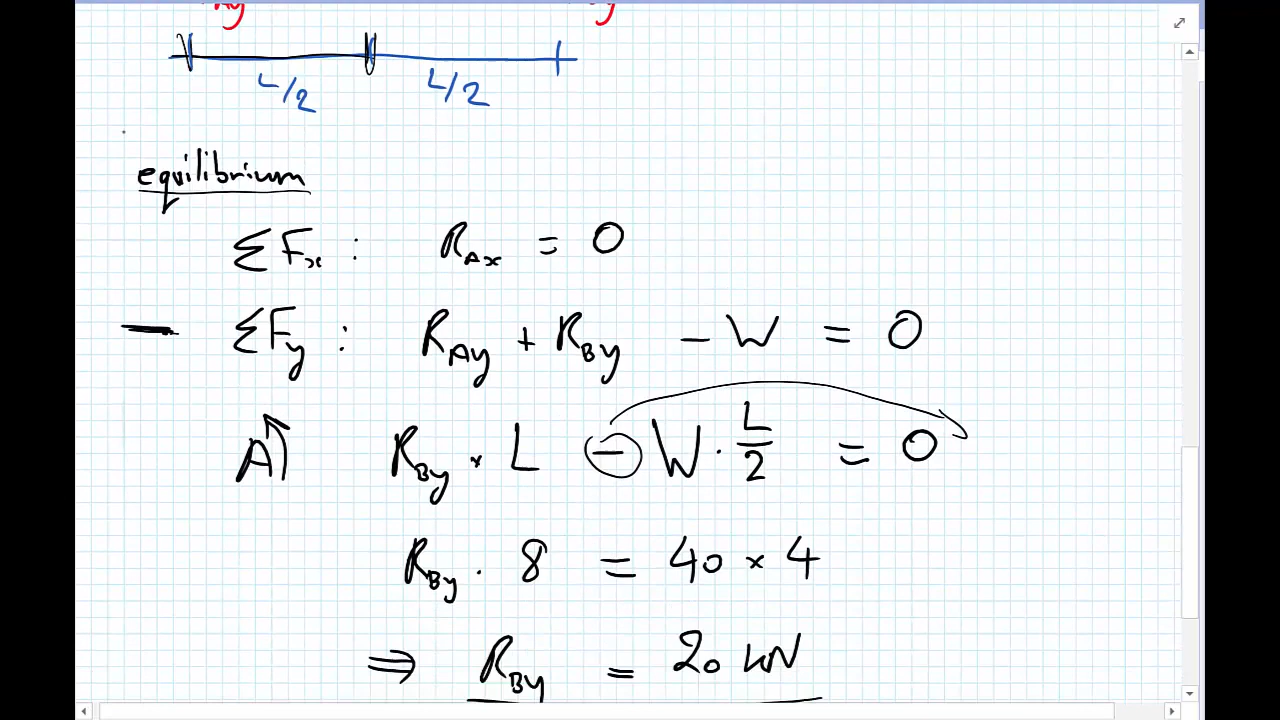 L/2 L/2
equilibrium
ΣFx : RAx = 0
ΣFy : RAy + RBy - W = 0
A RBy × L - W · L/2 = 0
RBy · 8 = 40 × 4
⇒ RBy = 20 kN